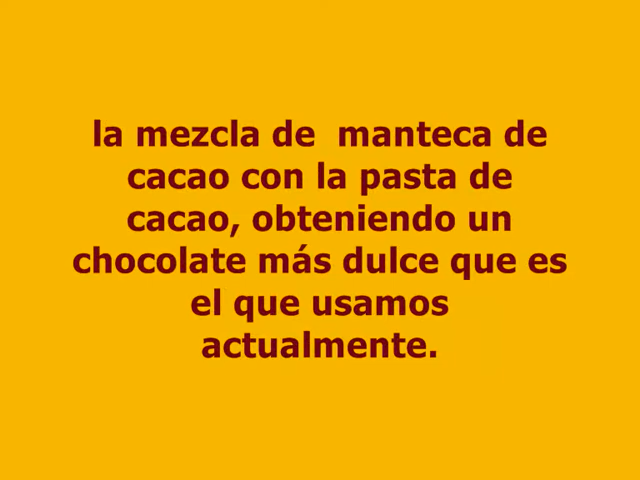 la mezcla de  manteca de
cacao con la pasta de
cacao, obteniendo un
chocolate más dulce que es
el que usamos
actualmente.